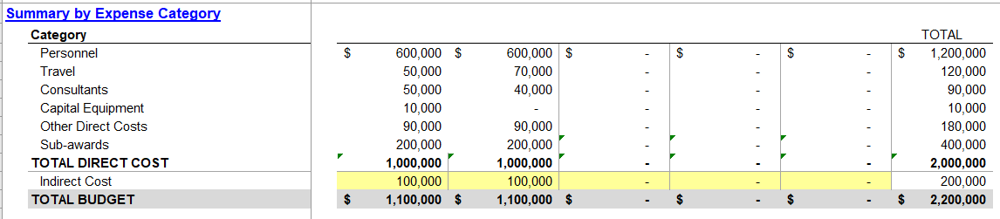 Summary by Expense Category
Category TOTAL
Personnel $ 600,000 $ 600,000 $ - $ - $ - $ 1,200,000
Travel 50,000 70,000 - - - 120,000
Consultants 50,000 40,000 - - - 90,000
Capital Equipment 10,000 - - - - 10,000
Other Direct Costs 90,000 90,000 - - - 180,000
Sub-awards 200,000 200,000 - - - 400,000
TOTAL DIRECT COST 1,000,000 1,000,000 - - - 2,000,000
Indirect Cost 100,000 100,000 - - - 200,000
TOTAL BUDGET $ 1,100,000 $ 1,100,000 $ - $ - $ - $ 2,200,000